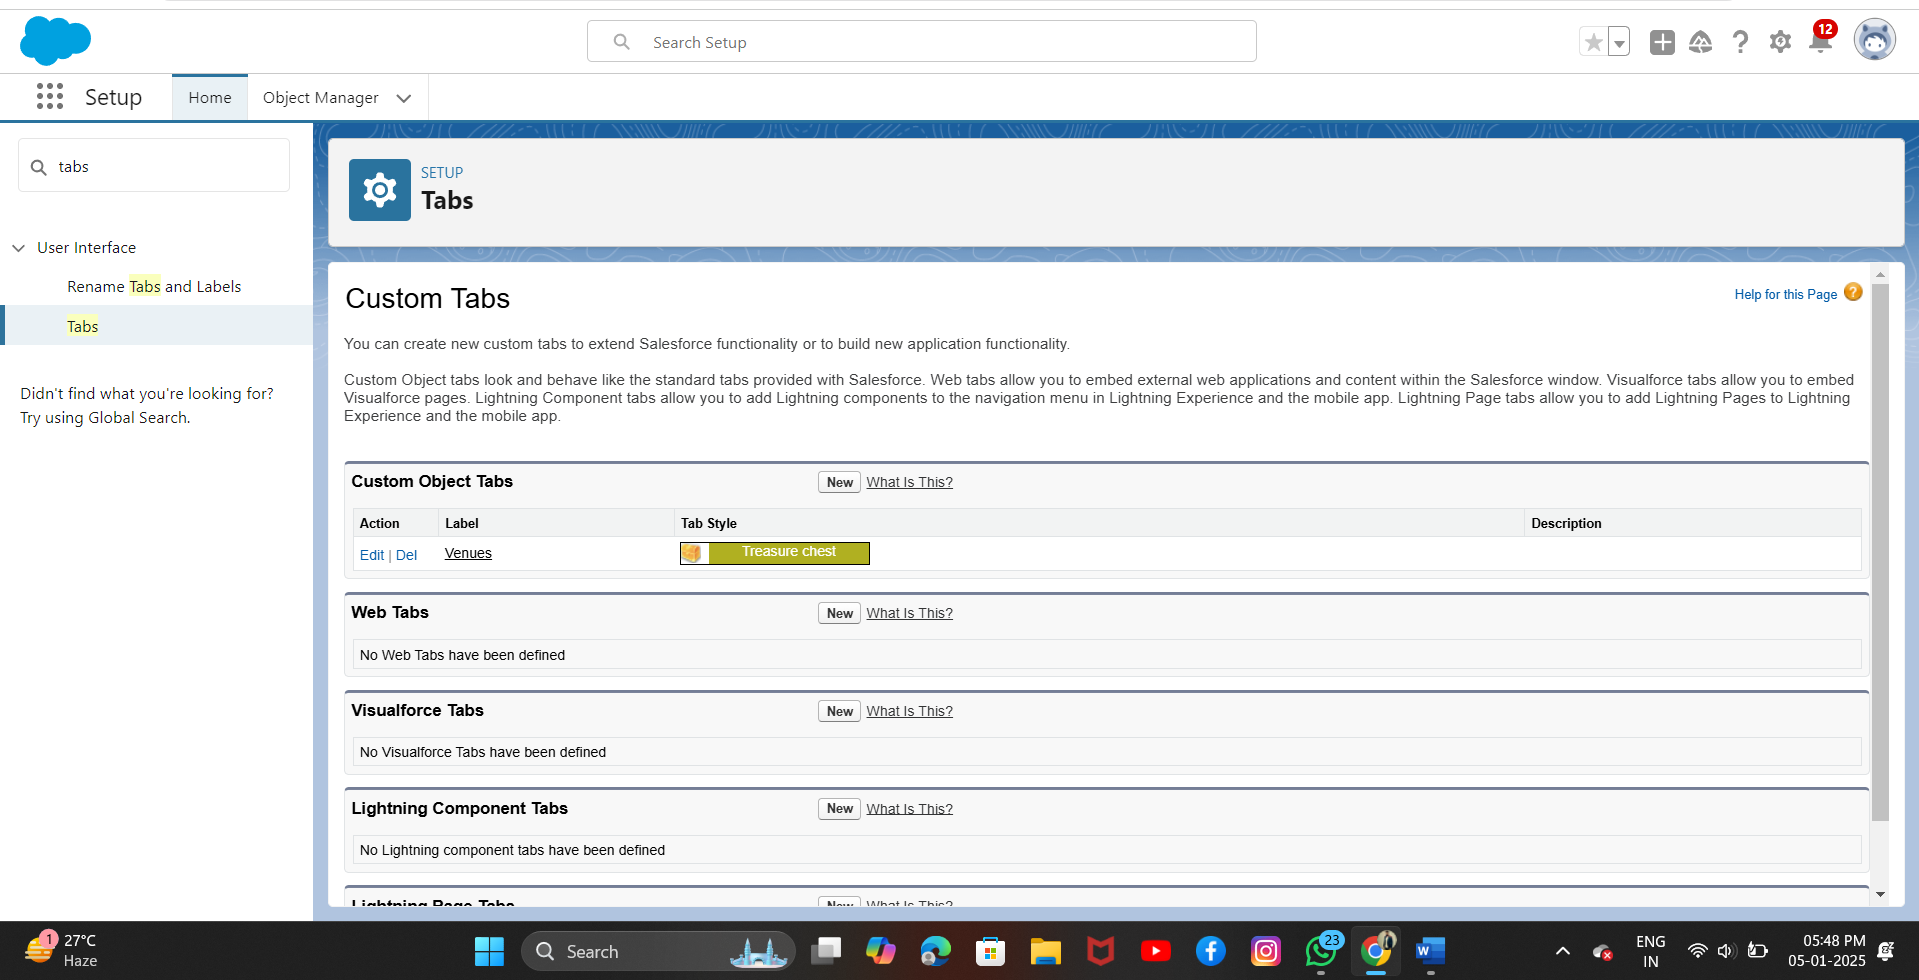 Search Setup
12
Setup
Home
Object Manager
tabs
User Interface
Rename Tabs and Labels
Tabs
Didn't find what you're looking for?
Try using Global Search.
SETUP
Tabs
Custom Tabs
Help for this Page ?
You can create new custom tabs to extend Salesforce functionality or to build new application functionality.
Custom Object tabs look and behave like the standard tabs provided with Salesforce. Web tabs allow you to embed external web applications and content within the Salesforce window. Visualforce tabs allow you to embed
Visualforce pages. Lightning Component tabs allow you to add Lightning components to the navigation menu in Lightning Experience and the mobile app. Lightning Page tabs allow you to add Lightning Pages to Lightning
Experience and the mobile app.
Custom Object Tabs New What Is This?
Action Label Tab Style Description
Edit | Del Venues Treasure chest
Web Tabs New What Is This?
No Web Tabs have been defined
Visualforce Tabs New What Is This?
No Visualforce Tabs have been defined
Lightning Component Tabs New What Is This?
No Lightning component tabs have been defined
Lightning Page Tabs New What Is This?
1
27°C
Haze
Search
23
W
ENG
IN
05:48 PM
05-01-2025